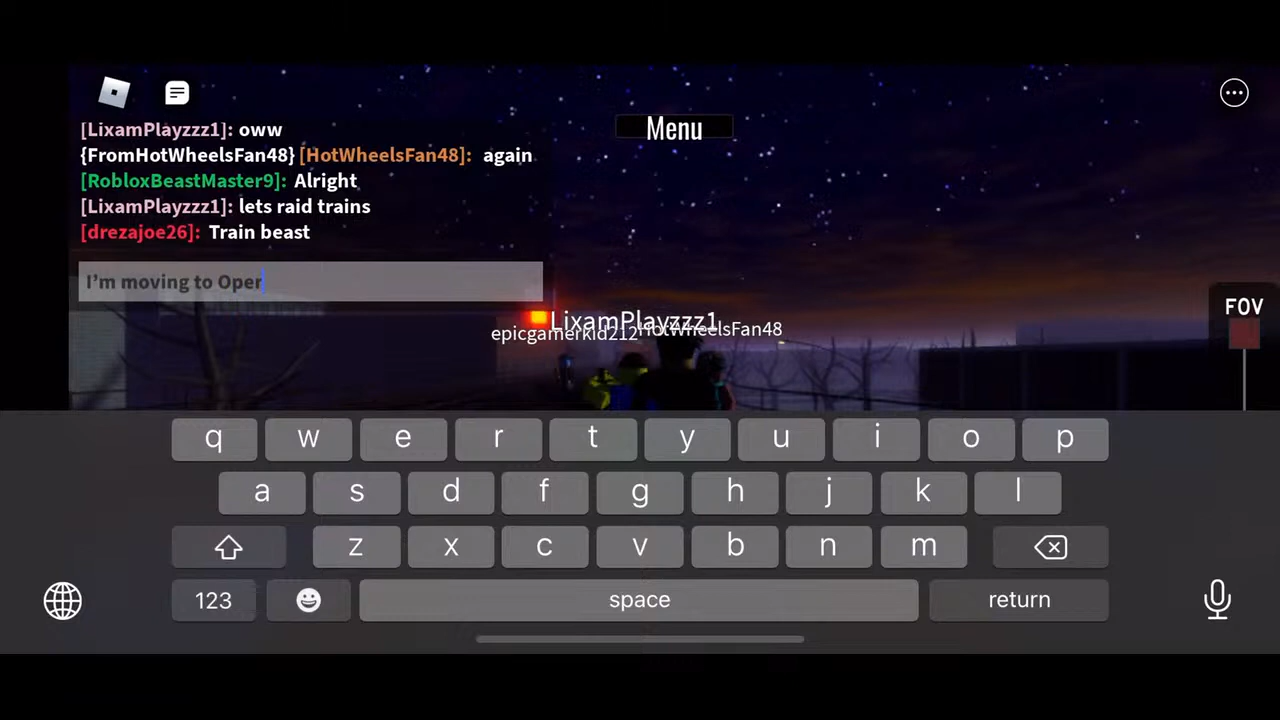 Menu
[LixamPlayzzz1]: oww
{FromHotWheelsFan48} [HotWheelsFan48]: again
[RobloxBeastMaster9]: Alright
[LixamPlayzzz1]: lets raid trains
[drezajoe26]: Train beast
I'm moving to Oper
FOV
LixamPlayzzz1
epicgamerkid212 HotWheelsFan48
q w e r t y u i o p
a s d f g h j k l
z x c v b n m
123 space return